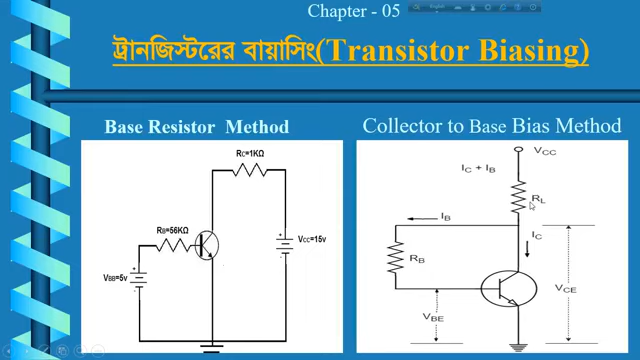 Chapter - 05
ট্রানজিস্টরের বায়াসিং(Transistor Biasing)
Base Resistor Method
Collector to Base Bias Method
RC=1KΩ
RB=56KΩ
VCC=15v
VBB=5v
VCC
IC + IB
RL
IB
IC
RB
VCE
VBE